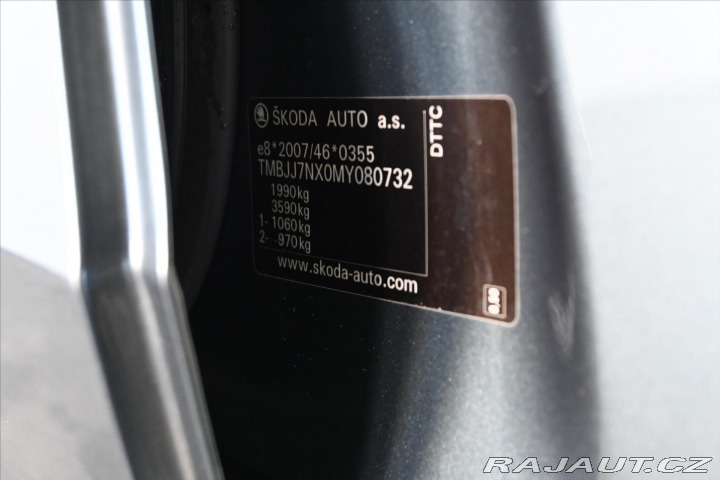 ŠKODA AUTO a.s.
DTTC
e8*2007/46*0355
TMBJJ7NX0MY080732
1990kg
3590kg
1- 1060kg
2- 970kg
www.skoda-auto.com
RAJAUT.CZ